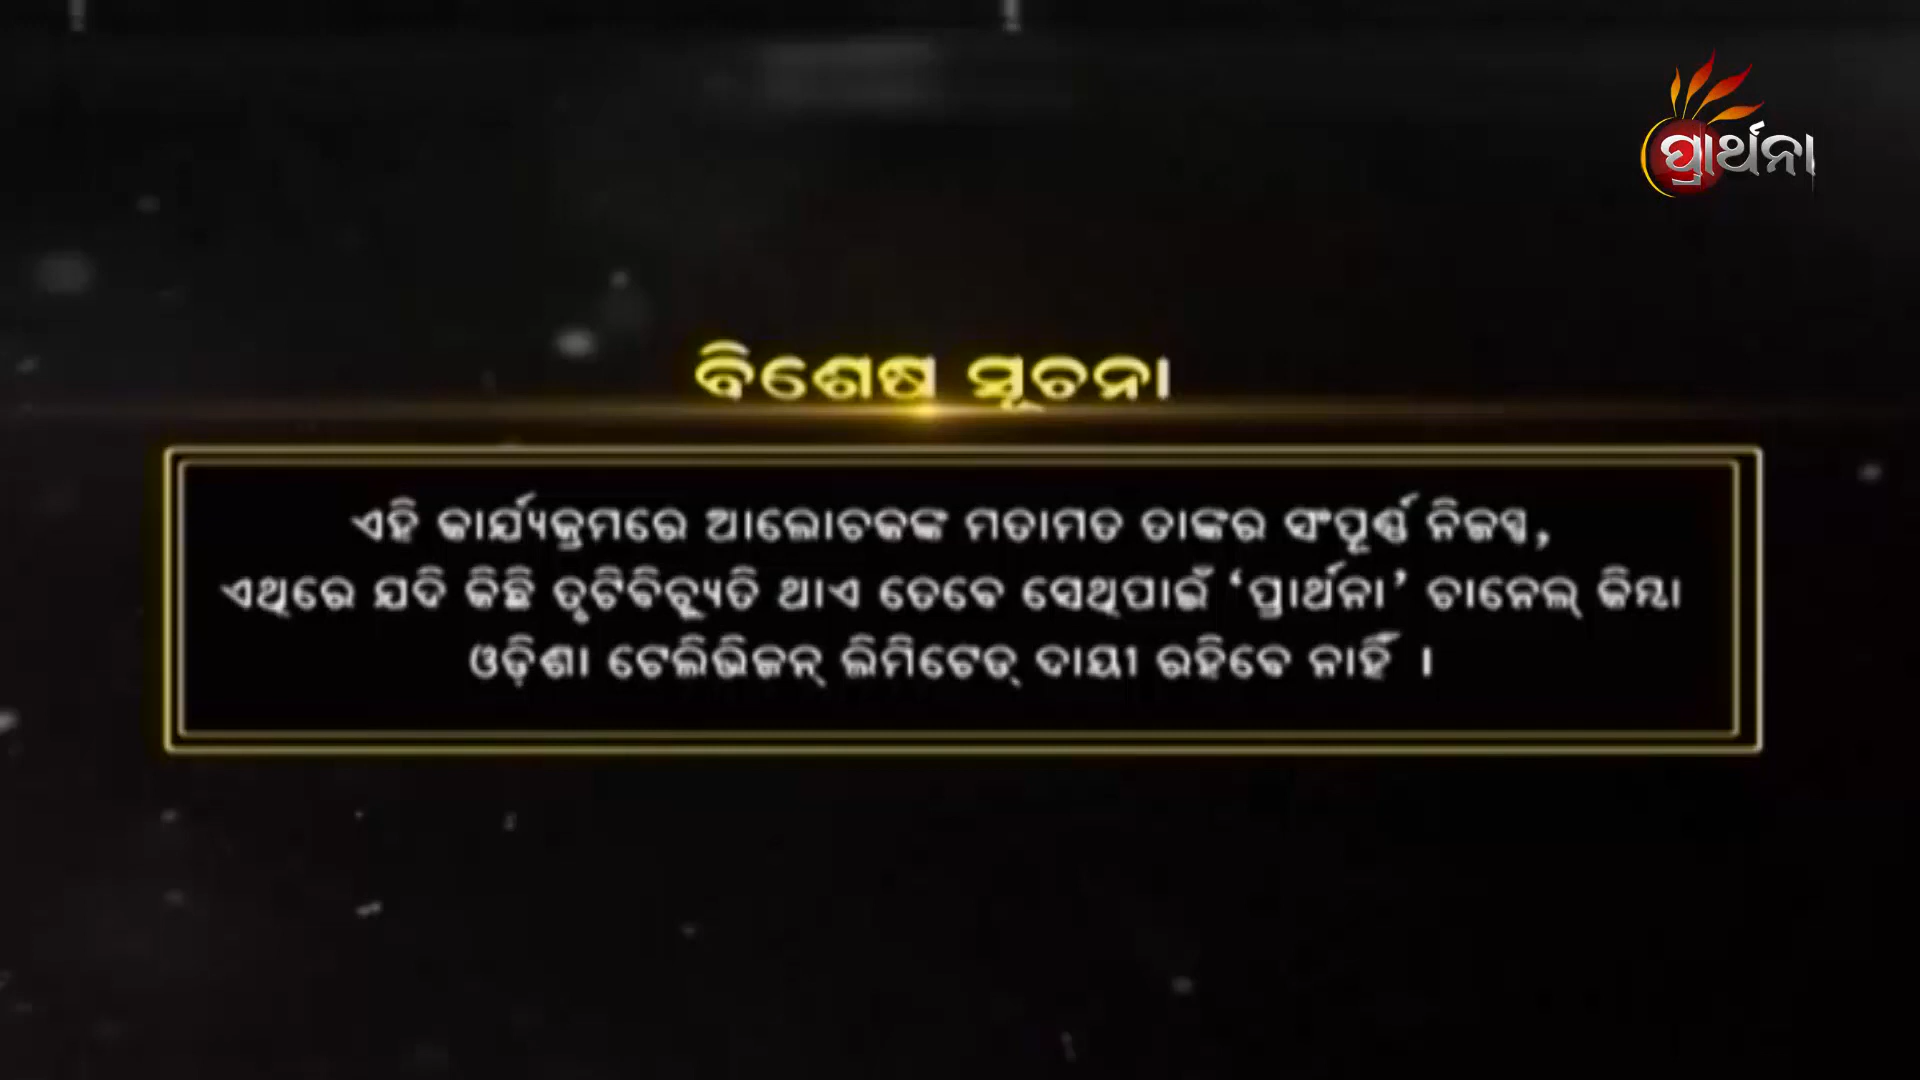 ପ୍ରାର୍ଥନା
ବିଶେଷ ସୂଚନା
ଏହି କାର୍ଯ୍ୟକ୍ରମରେ ଆଲୋଚକଙ୍କ ମତାମତ ତାଙ୍କର ସଂପୂର୍ଣ୍ଣ ନିଜସ୍ୱ,
ଏଥିରେ ଯଦି କିଛି ତୃଟିବିଚ୍ୟୁତି ଥାଏ ତେବେ ସେଥିପାଇଁ ‘ପ୍ରାର୍ଥନା’ ଚାନେଲ୍ କିମ୍ବା
ଓଡ଼ିଶା ଟେଲିଭିଜନ୍ ଲିମିଟେଡ୍ ଦାୟୀ ରହିବେ ନାହିଁ ।